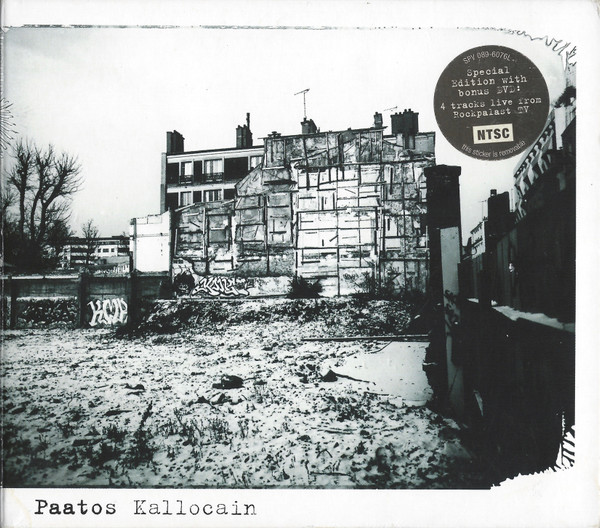 SPV 089-6076
Special
Edition with
bonus DVD:
4 tracks live from
Rockpalast TV
NTSC
this sticker is removable
Paatos Kallocain